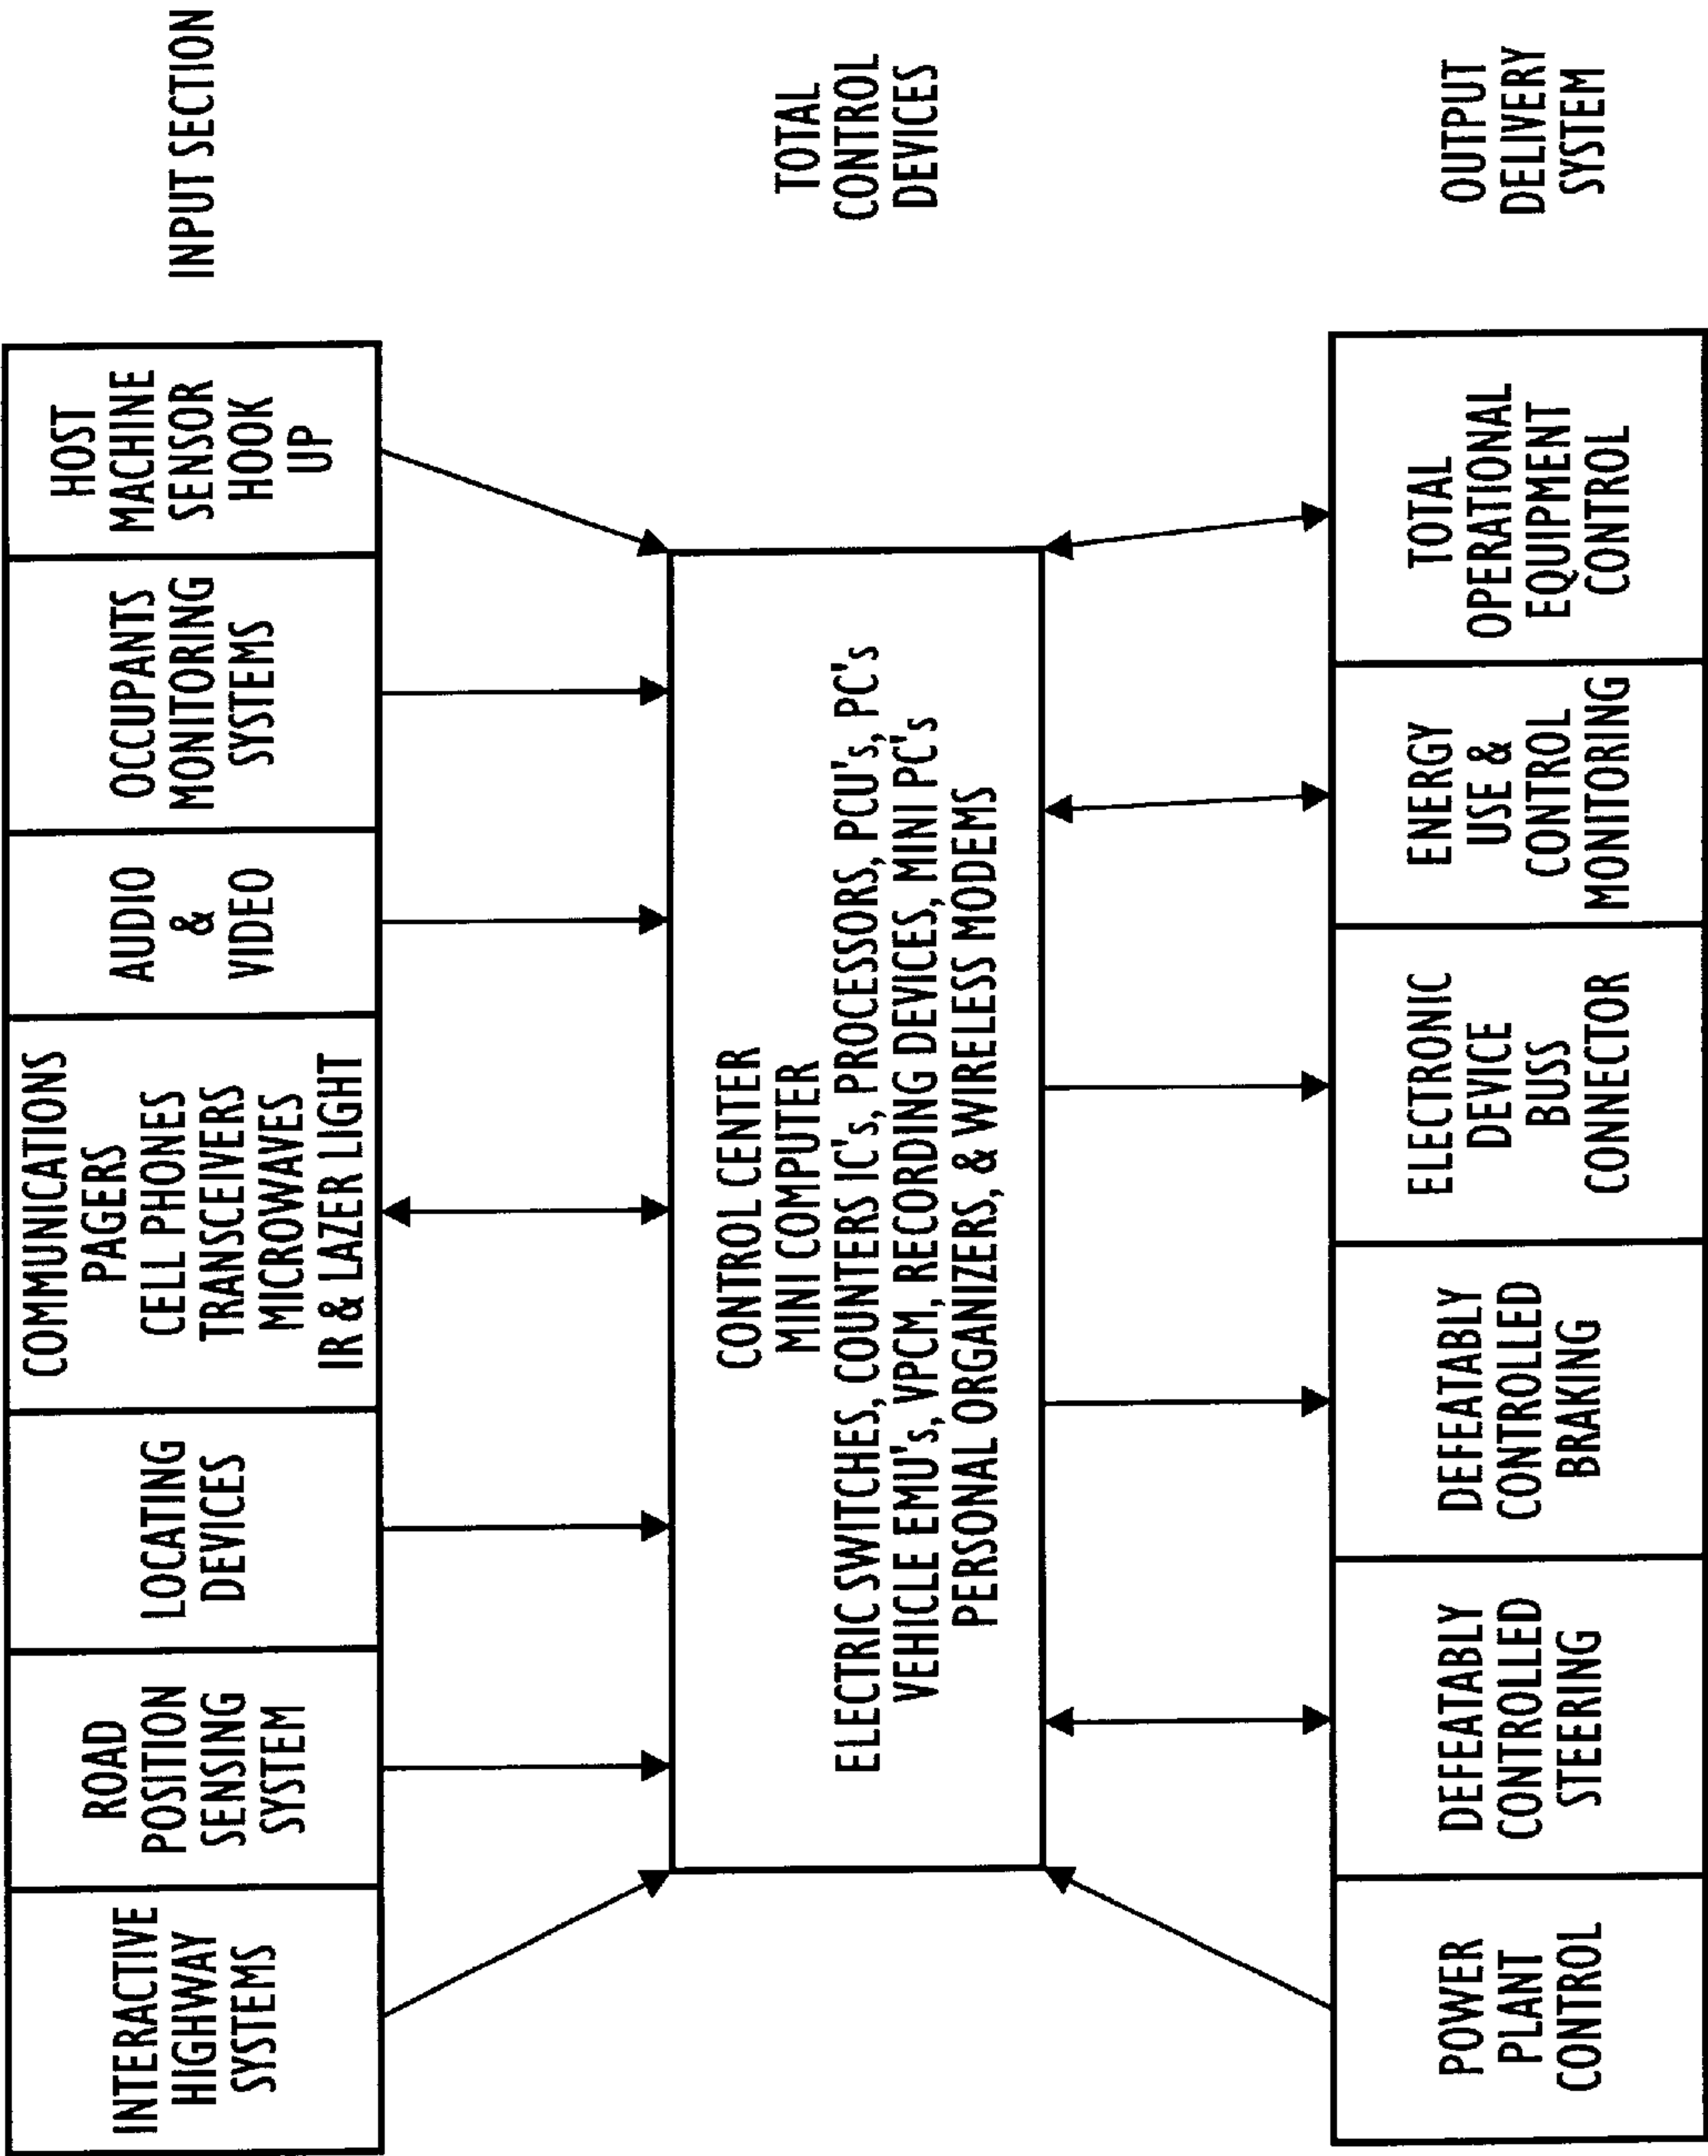 INTERACTIVE
HIGHWAY
SYSTEMS
ROAD
POSITION
SENSING
SYSTEM
LOCATING
DEVICES
COMMUNICATIONS
PAGERS
CELL PHONES
TRANSCEIVERS
MICROWAVES
IR & LAZER LIGHT
AUDIO
&
VIDEO
OCCUPANTS
MONITORING
SYSTEMS
HOST
MACHINE
SENSOR
HOOK
UP
INPUT SECTION
CONTROL CENTER
MINI COMPUTER
ELECTRIC SWITCHES, COUNTERS IC's, PROCESSORS, PCU's, PC's
VEHICLE EMU's, VPCM, RECORDING DEVICES, MINI PC's
PERSONAL ORGANIZERS, & WIRELESS MODEMS
TOTAL
CONTROL
DEVICES
POWER
PLANT
CONTROL
DEFEATABLY
CONTROLLED
STEERING
DEFEATABLY
CONTROLLED
BRAKING
ELECTRONIC
DEVICE
BUSS
CONNECTOR
ENERGY
USE &
CONTROL
MONITORING
TOTAL
OPERATIONAL
EQUIPMENT
CONTROL
OUTPUT
DELIVERY
SYSTEM